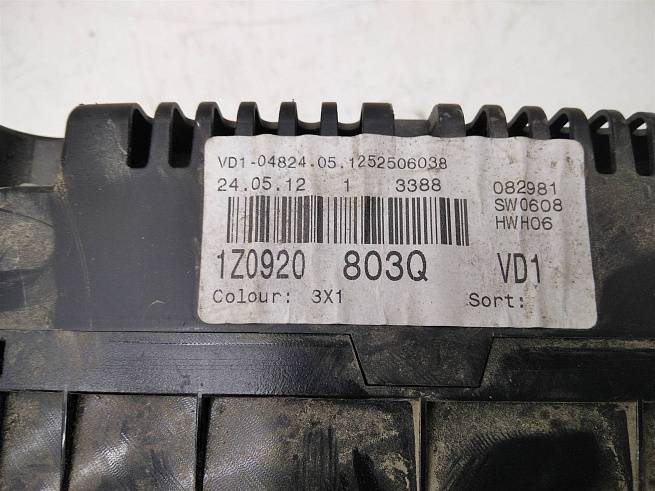 VD1-04824.05.1252506038
24.05.12 1 3388 082981
SW0608
HWH06
1Z0920 803Q VD1
Colour: 3X1 Sort: